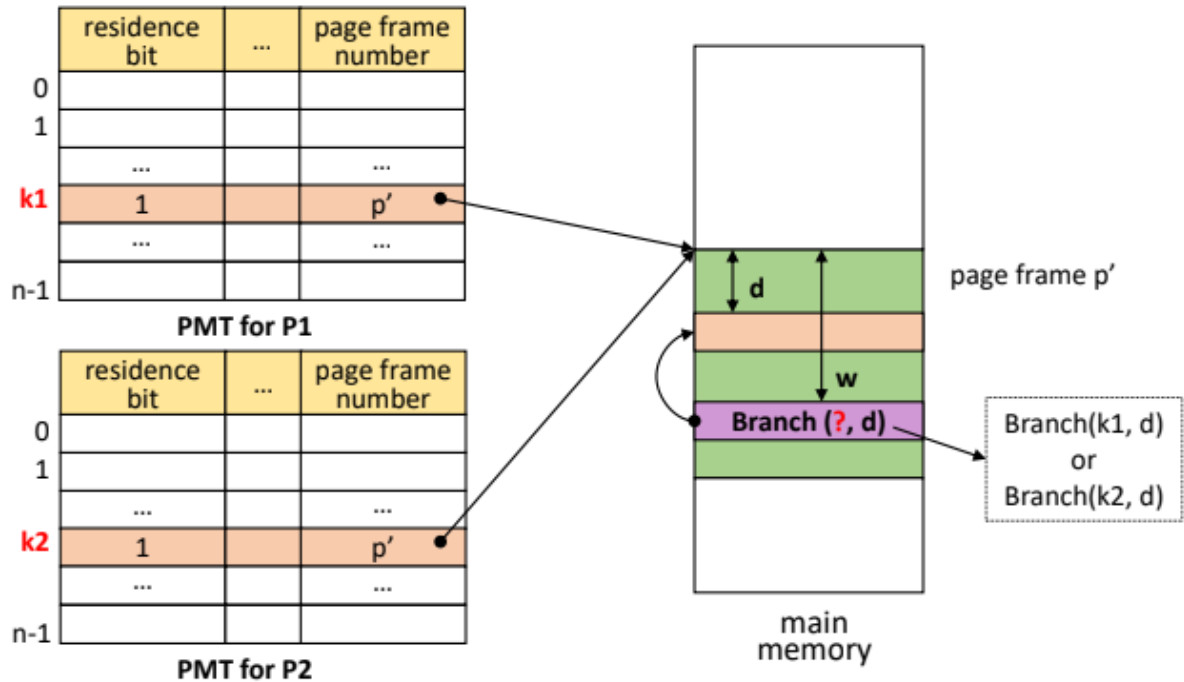 residence bit
...
page frame number
0
1
...
...
k1
1
p’
...
...
n-1
PMT for P1
residence bit
...
page frame number
0
1
...
...
k2
1
p’
...
...
n-1
PMT for P2
d
w
Branch (?, d)
page frame p’
Branch(k1, d)
or
Branch(k2, d)
main
memory